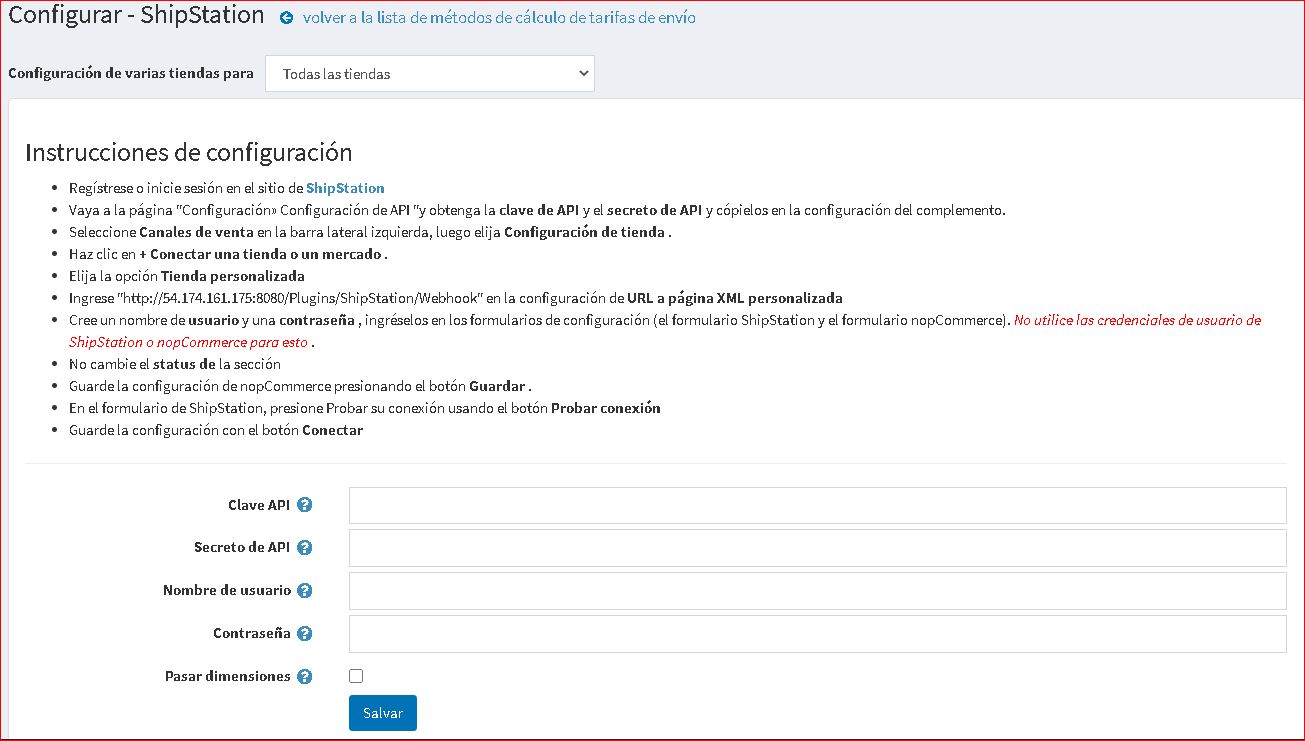 Configurar - ShipStation volver a la lista de métodos de cálculo de tarifas de envío
Configuración de varias tiendas para Todas las tiendas
Instrucciones de configuración
Regístrese o inicie sesión en el sitio de ShipStation
Vaya a la página "Configuración» Configuración de API "y obtenga la clave de API y el secreto de API y cópielos en la configuración del complemento.
Seleccione Canales de venta en la barra lateral izquierda, luego elija Configuración de tienda .
Haz clic en + Conectar una tienda o un mercado .
Elija la opción Tienda personalizada
Ingrese "http://54.174.161.175:8080/Plugins/ShipStation/Webhook" en la configuración de URL a página XML personalizada
Cree un nombre de usuario y una contraseña , ingréselos en los formularios de configuración (el formulario ShipStation y el formulario nopCommerce). No utilice las credenciales de usuario de
ShipStation o nopCommerce para esto .
No cambie el status de la sección
Guarde la configuración de nopCommerce presionando el botón Guardar .
En el formulario de ShipStation, presione Probar su conexión usando el botón Probar conexión
Guarde la configuración con el botón Conectar
Clave API
Secreto de API
Nombre de usuario
Contraseña
Pasar dimensiones
Salvar